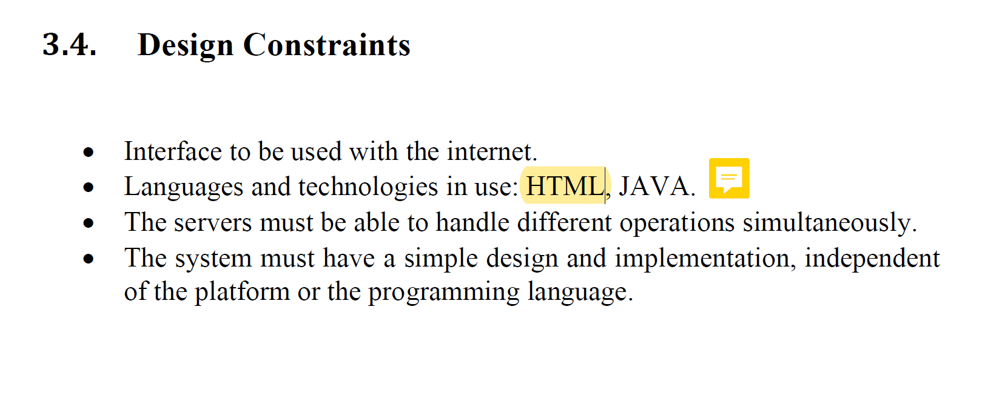 3.4. Design Constraints
• Interface to be used with the internet.
• Languages and technologies in use: HTML, JAVA.
• The servers must be able to handle different operations simultaneously.
• The system must have a simple design and implementation, independent
of the platform or the programming language.